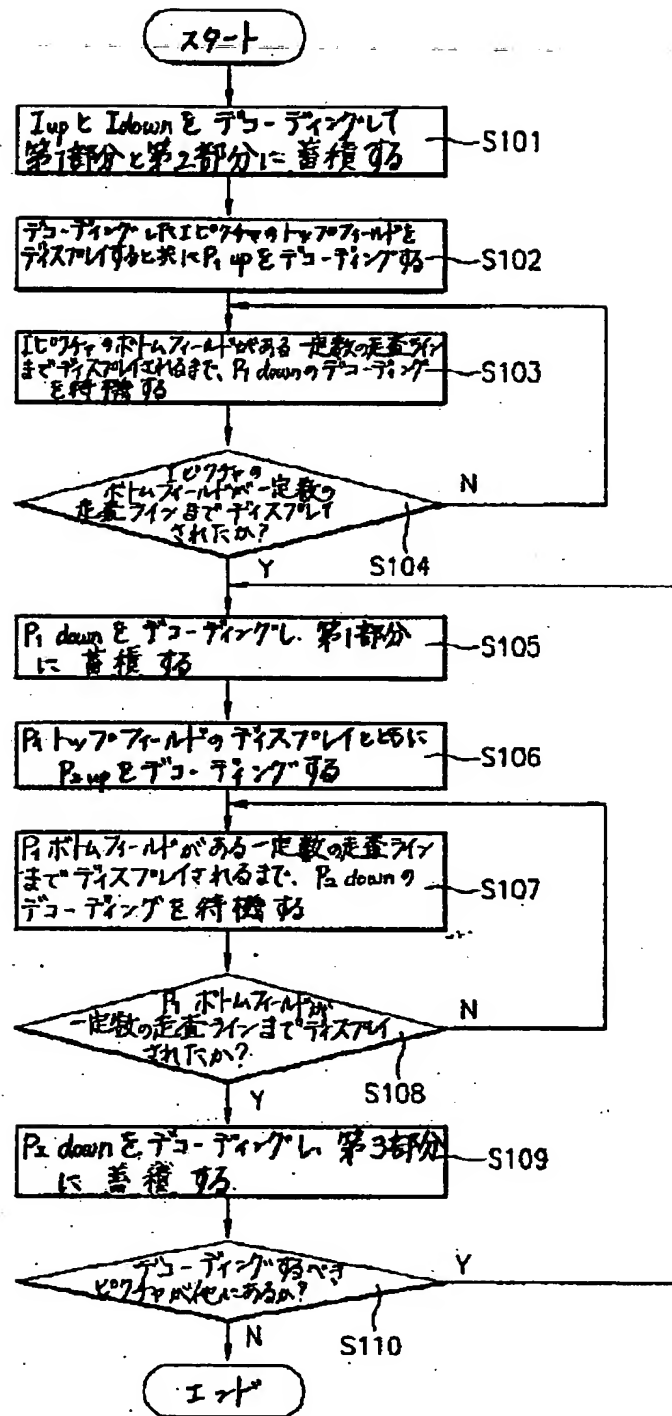 スタート
IupとIdownをデコーディングして
第1部分と第2部分に蓄積する
S101
デコーディングしたIピクチャのトップフィールドを
ディスプレイすると共にP₁ upをデコーディングする
S102
Iピクチャのボトムフィールドがある一定数の走査ライン
までディスプレイされるまで、P₁ downのデコーディング
を待機する
S103
Iピクチャの
ボトムフィールドが一定数の
走査ラインまでディスプレイ
されたか?
N
S104
Y
P₁ downをデコーディングし、第1部分
に蓄積する
S105
P₁トップフィールドのディスプレイとともに
P₂ upをデコーディングする
S106
P₁ボトムフィールドがある一定数の走査ライン
までディスプレイされるまで、P₂ downの
デコーディングを待機する
S107
P₁ ボトムフィールドが
一定数の走査ラインまでディスプレイ
されたか?
N
S108
Y
P₂ downをデコーディングし、第3部分
に蓄積する
S109
デコーディングするべき
ピクチャが他にあるか?
Y
S110
N
エンド